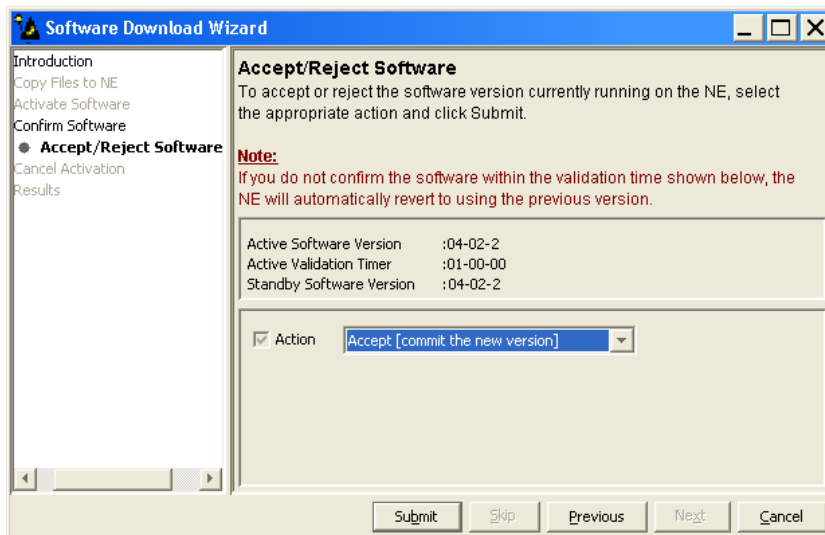 Software Download Wizard
Introduction
Copy Files to NE
Activate Software
Confirm Software
Accept/Reject Software
Cancel Activation
Results
Accept/Reject Software
To accept or reject the software version currently running on the NE, select
the appropriate action and click Submit.
Note:
If you do not confirm the software within the validation time shown below, the
NE will automatically revert to using the previous version.
Active Software Version :04-02-2
Active Validation Timer :01-00-00
Standby Software Version :04-02-2
Action Accept [commit the new version]
Submit Skip Previous Next Cancel